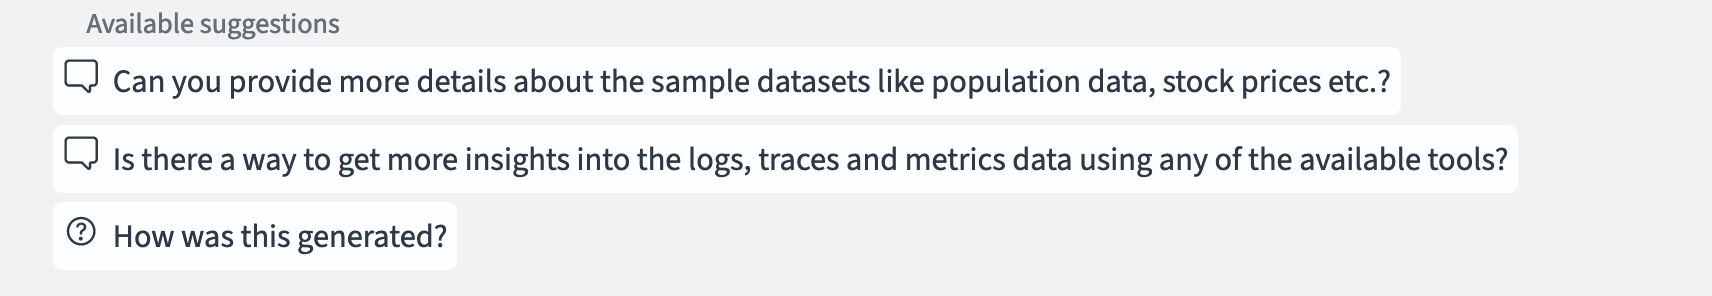 Available suggestions
Can you provide more details about the sample datasets like population data, stock prices etc.?
Is there a way to get more insights into the logs, traces and metrics data using any of the available tools?
How was this generated?